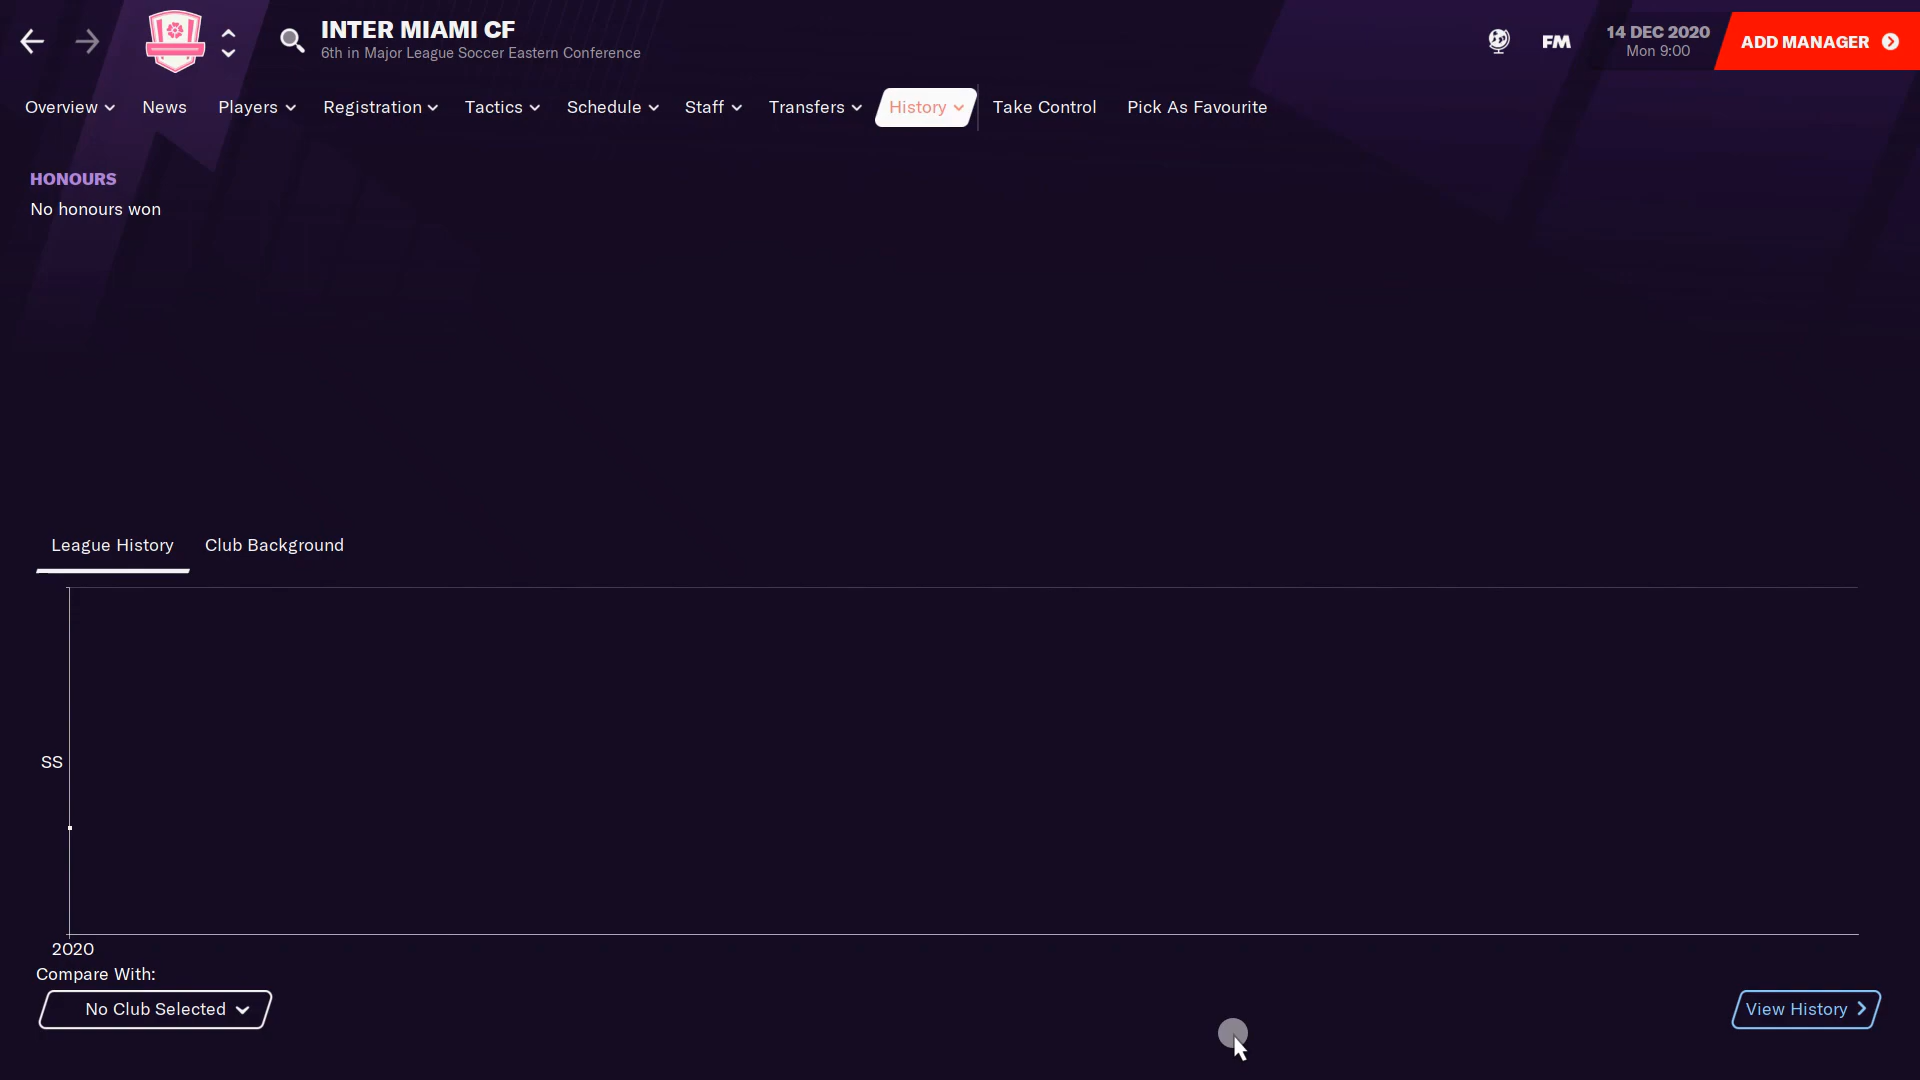 INTER MIAMI CF
6th in Major League Soccer Eastern Conference
FM
14 DEC 2020
Mon 9:00
ADD MANAGER
Overview
News
Players
Registration
Tactics
Schedule
Staff
Transfers
History
Take Control
Pick As Favourite
HONOURS
No honours won
League History
Club Background
SS
2020
Compare With:
No Club Selected
View History